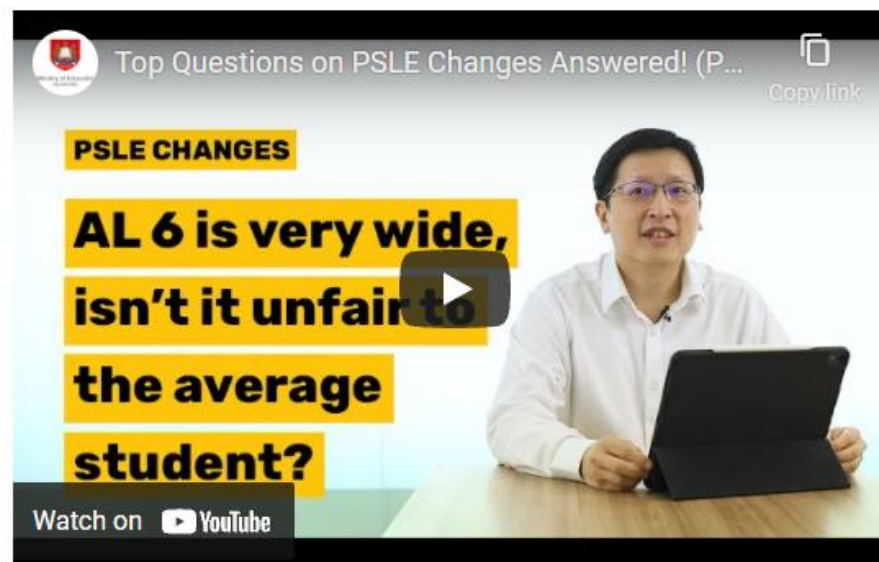 Top Questions on PSLE Changes Answered! (P...
Copy link
PSLE CHANGES
AL 6 is very wide,
isn't it unfair to
the average
student?
Watch on YouTube